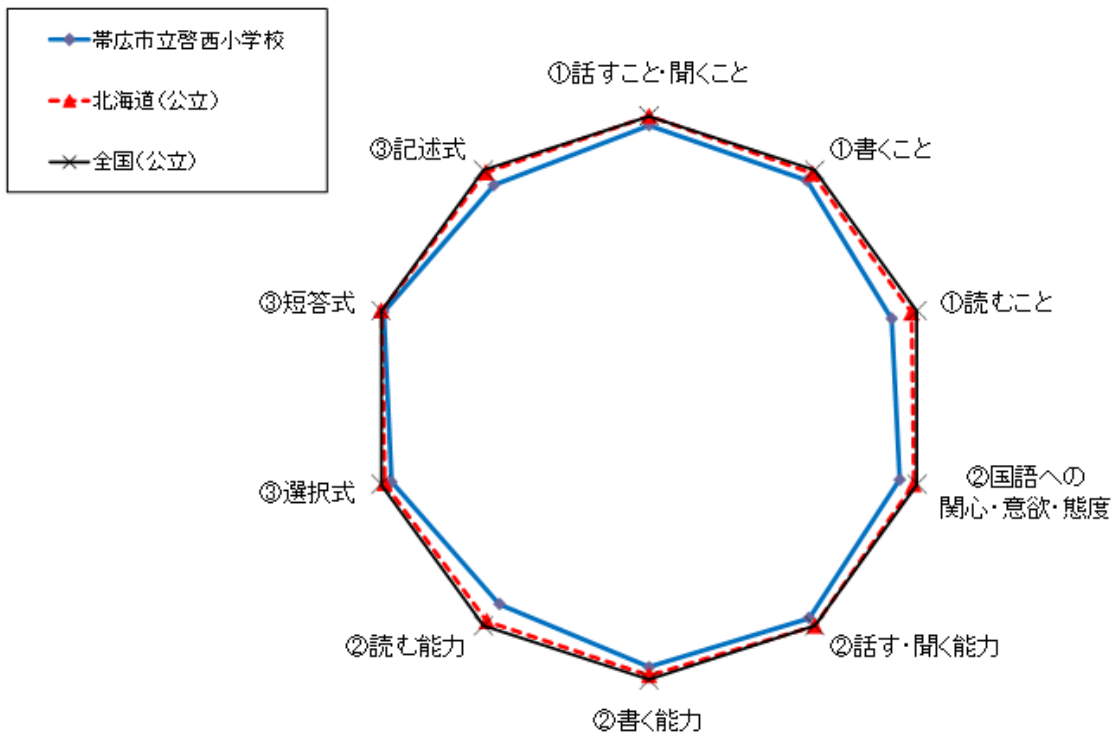 帯広市立啓西小学校
北海道(公立)
全国(公立)
①話すこと・聞くこと
①書くこと
①読むこと
②国語への
関心・意欲・態度
②話す・聞く能力
②書く能力
②読む能力
③選択式
③短答式
③記述式